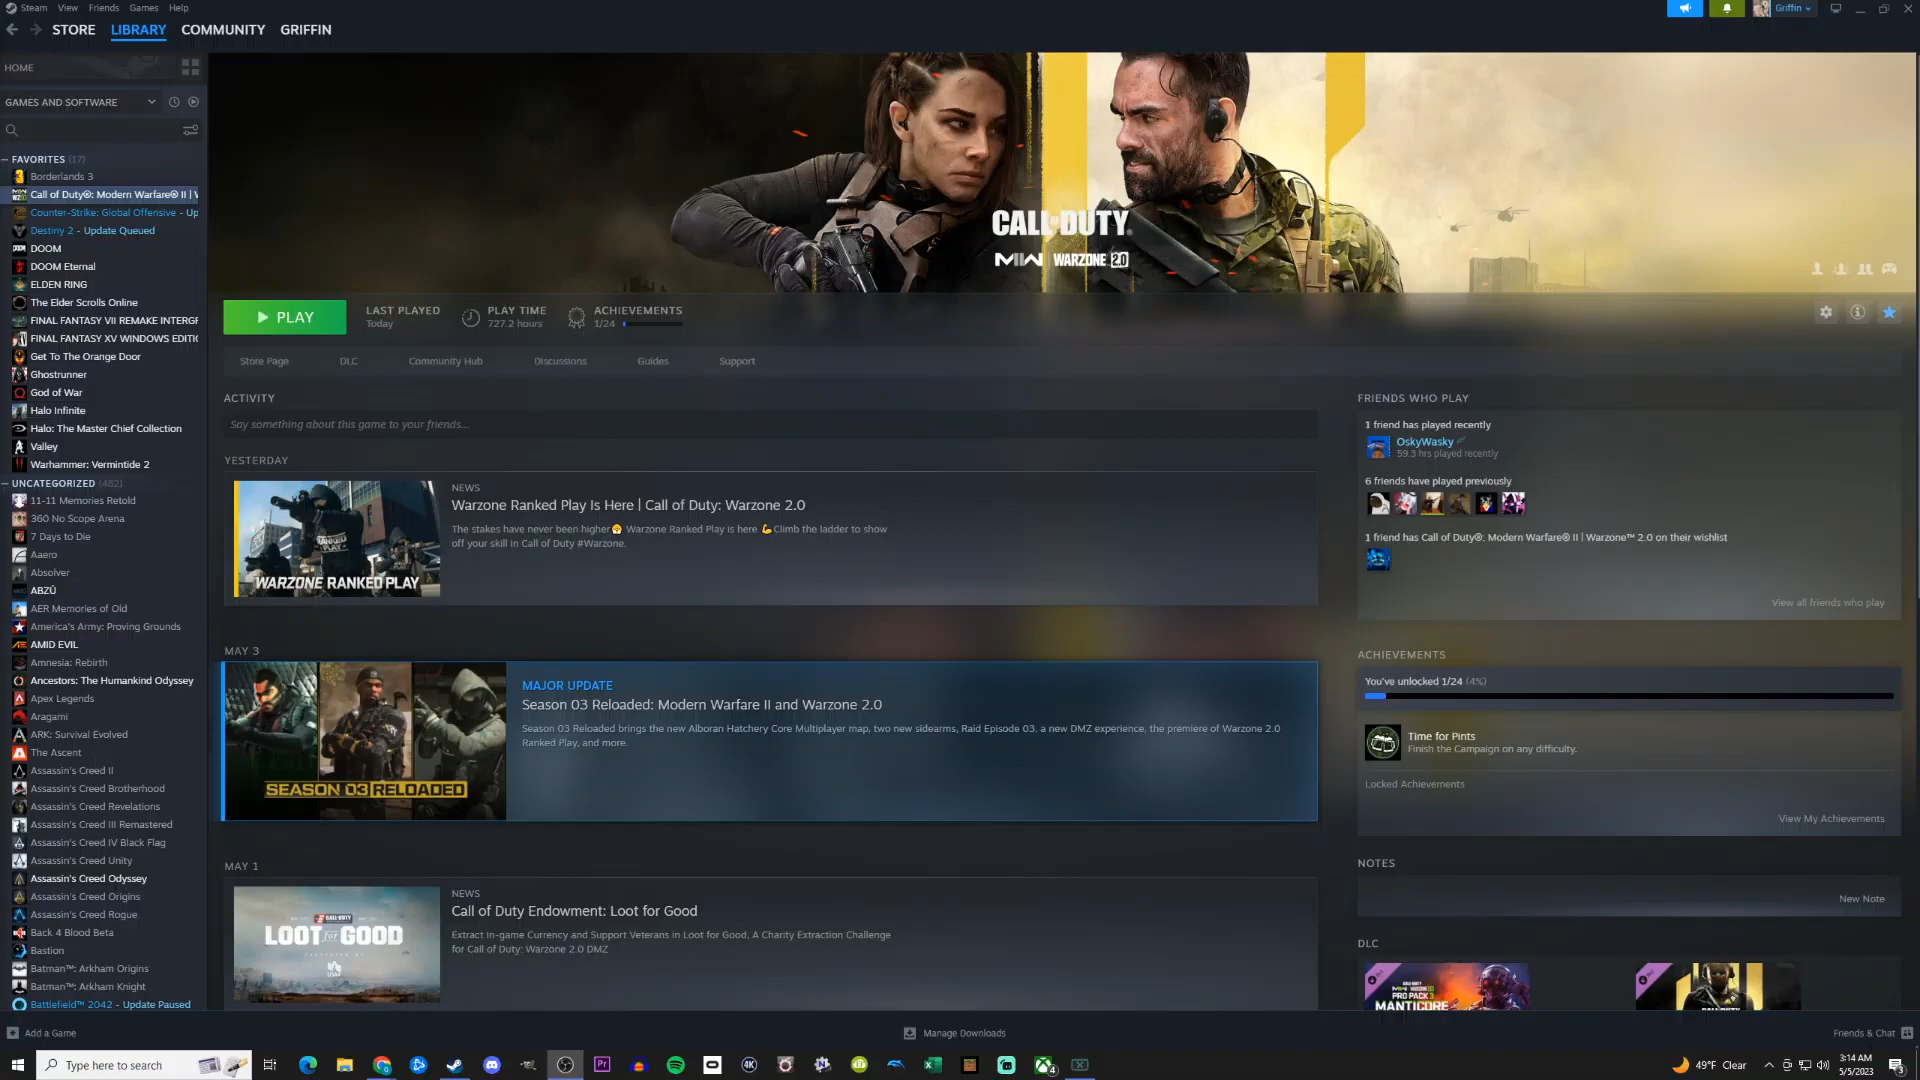 Steam View Friends Games Help
Griffin
STORE LIBRARY COMMUNITY GRIFFIN
HOME
GAMES AND SOFTWARE
FAVORITES (17)
Borderlands 3
Call of Duty®: Modern Warfare® II | W
Counter-Strike: Global Offensive - Up
Destiny 2 - Update Queued
DOOM
DOOM Eternal
ELDEN RING
The Elder Scrolls Online
FINAL FANTASY VII REMAKE INTERGR
FINAL FANTASY XV WINDOWS EDITIO
Get To The Orange Door
Ghostrunner
God of War
Halo Infinite
Halo: The Master Chief Collection
Valley
Warhammer: Vermintide 2
UNCATEGORIZED (482)
11-11 Memories Retold
360 No Scope Arena
7 Days to Die
Aaero
Absolver
ABZÛ
AER Memories of Old
America's Army: Proving Grounds
AMID EVIL
Amnesia: Rebirth
Ancestors: The Humankind Odyssey
Apex Legends
Aragami
ARK: Survival Evolved
The Ascent
Assassin's Creed II
Assassin's Creed Brotherhood
Assassin's Creed Revelations
Assassin's Creed III Remastered
Assassin's Creed IV Black Flag
Assassin's Creed Unity
Assassin's Creed Odyssey
Assassin's Creed Origins
Assassin's Creed Rogue
Back 4 Blood Beta
Bastion
Batman™: Arkham Origins
Batman™: Arkham Knight
Battlefield™ 2042 - Update Paused
CALL OF DUTY
MWII WARZONE 2.0
PLAY
LAST PLAYED
Today
PLAY TIME
727.2 hours
ACHIEVEMENTS
1/24
Store Page DLC Community Hub Discussions Guides Support
ACTIVITY
Say something about this game to your friends...
YESTERDAY
WARZONE RANKED PLAY
NEWS
Warzone Ranked Play Is Here | Call of Duty: Warzone 2.0
The stakes have never been higher😤 Warzone Ranked Play is here 💪Climb the ladder to show
off your skill in Call of Duty #Warzone.
MAY 3
SEASON 03 RELOADED
MAJOR UPDATE
Season 03 Reloaded: Modern Warfare II and Warzone 2.0
Season 03 Reloaded brings the new Alboran Hatchery Core Multiplayer map, two new sidearms, Raid Episode 03, a new DMZ experience, the premiere of Warzone 2.0
Ranked Play, and more.
MAY 1
CALL OF DUTY
LOOT for GOOD
NEWS
Call of Duty Endowment: Loot for Good
Extract In-game Currency and Support Veterans in Loot for Good, A Charity Extraction Challenge
for Call of Duty: Warzone 2.0 DMZ
FRIENDS WHO PLAY
1 friend has played recently
OskyWasky
59.3 hrs played recently
6 friends have played previously
1 friend has Call of Duty®: Modern Warfare® II | Warzone™ 2.0 on their wishlist
View all friends who play
ACHIEVEMENTS
You've unlocked 1/24 (4%)
Time for Pints
Finish the Campaign on any difficulty.
Locked Achievements
View My Achievements
NOTES
New Note
DLC
PRO PACK 3
MANTICORE
Add a Game
Manage Downloads
Friends & Chat
Type here to search
49°F Clear
3:14 AM
5/5/2023